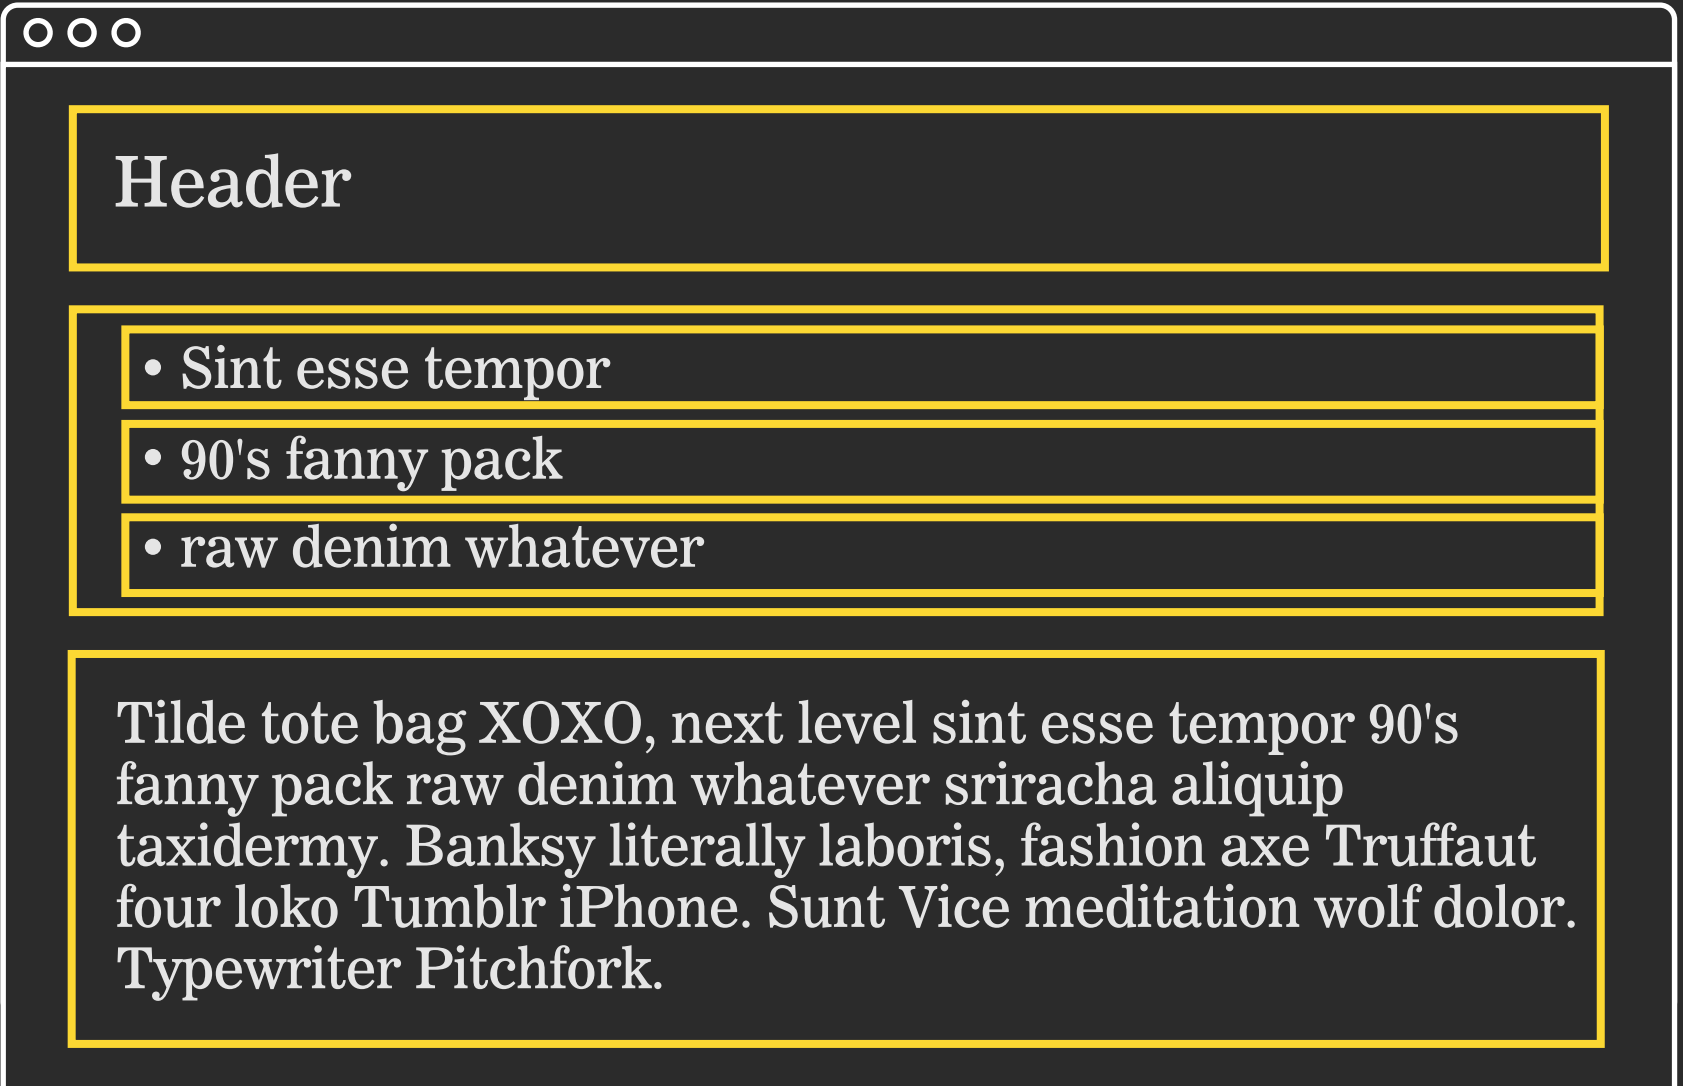 Header
• Sint esse tempor
• 90's fanny pack
• raw denim whatever
Tilde tote bag XOXO, next level sint esse tempor 90's
fanny pack raw denim whatever sriracha aliquip
taxidermy. Banksy literally laboris, fashion axe Truffaut
four loko Tumblr iPhone. Sunt Vice meditation wolf dolor.
Typewriter Pitchfork.